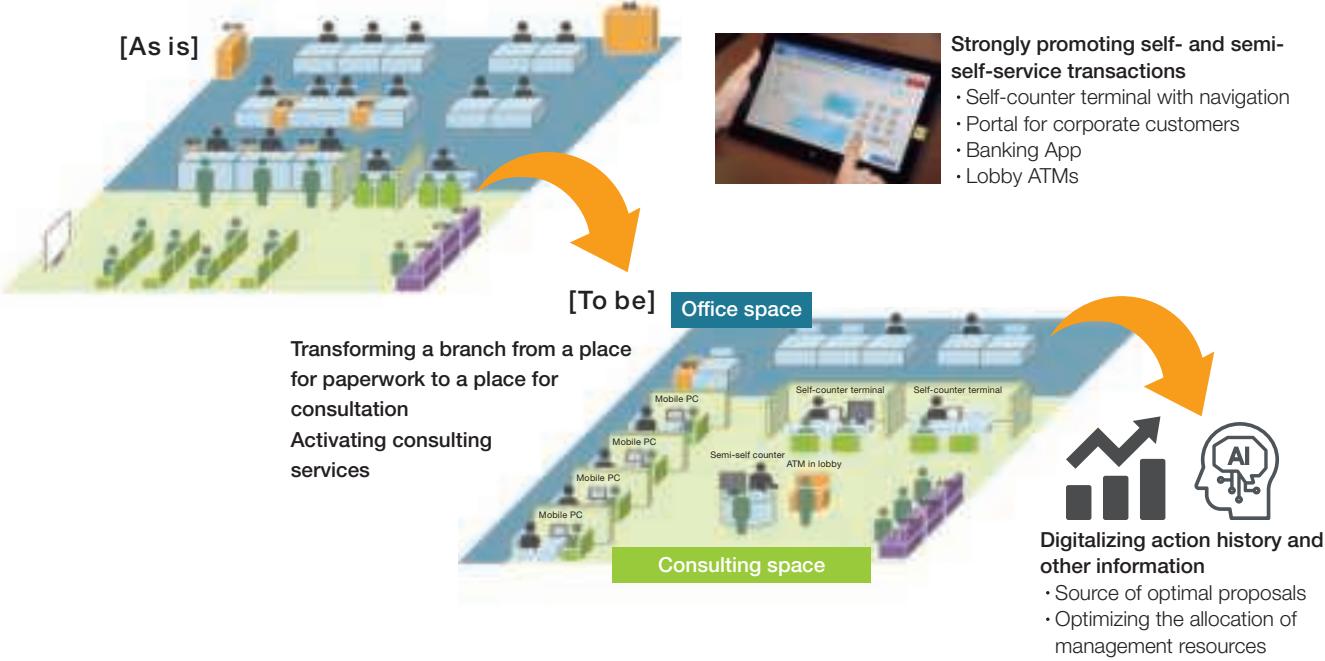 [As is]
Strongly promoting self- and semi-
self-service transactions
・Self-counter terminal with navigation
・Portal for corporate customers
・Banking App
・Lobby ATMs
[To be]
Office space
Transforming a branch from a place
for paperwork to a place for
consultation
Activating consulting
services
Mobile PC
Self-counter terminal
Self-counter terminal
Mobile PC
Semi-self counter
ATM in lobby
Mobile PC
Mobile PC
Consulting space
AI
Digitalizing action history and
other information
・Source of optimal proposals
・Optimizing the allocation of
management resources